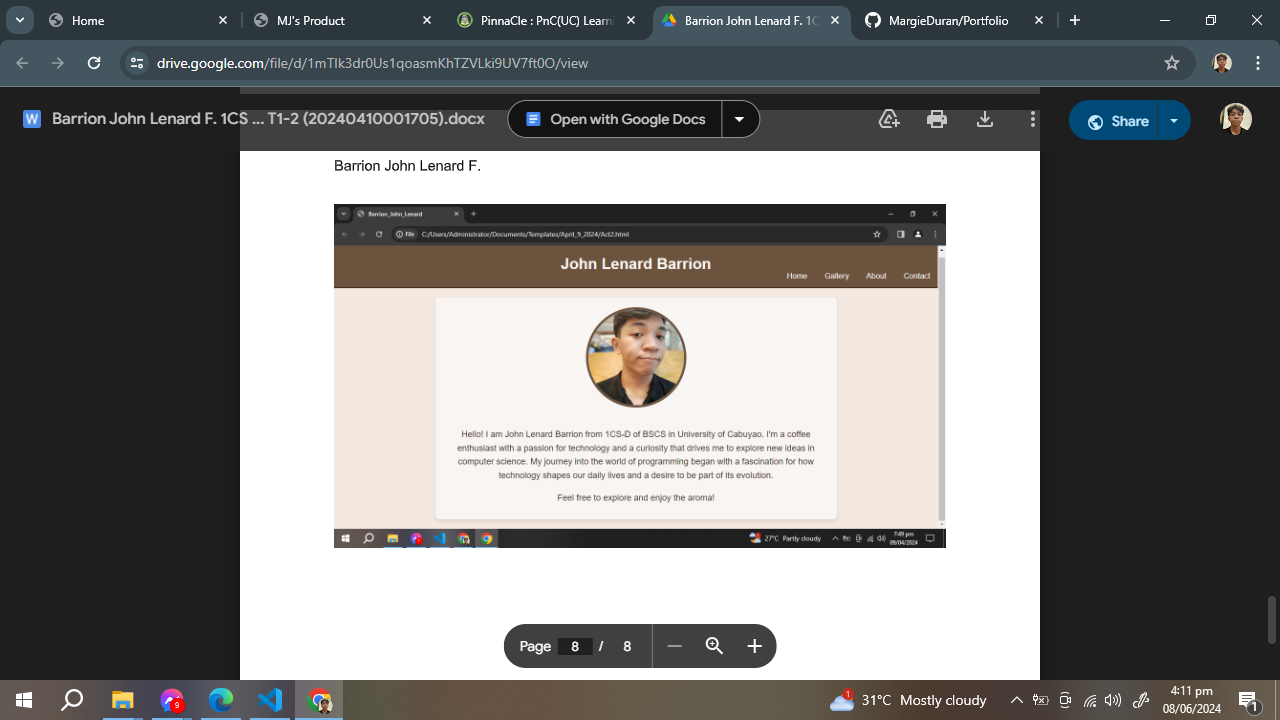 Home
MJ's Product
PinnaCle : PnC(UC) Learni
Barrion John Lenard F. 1C
MargieDuran/Portfolio
drive.google.com/file/d/1mTIk3dr0Us1qoasmKhTZVLki9UV7ft0O/view
W
Barrion John Lenard F. 1CS ... T1-2 (20240410001705).docx
Open with Google Docs
Share
Barrion John Lenard F.
Barrion_John_Lenard
File
C:/Users/Administrator/Documents/Templates/April_9_2024/Act2.html
John Lenard Barrion
Home Gallery About Contact
Hello! I am John Lenard Barrion from 1CS-D of BSCS in University of Cabuyao. I'm a coffee
enthusiast with a passion for technology and a curiosity that drives me to explore new ideas in
computer science. My journey into the world of programming began with a fascination for how
technology shapes our daily lives and a desire to be part of its evolution.
Feel free to explore and enjoy the aroma!
27°C Partly cloudy
7:49 pm
09/04/2024
Page 8 / 8
9
1
31°C Mostly cloudy
4:11 pm
08/06/2024
1